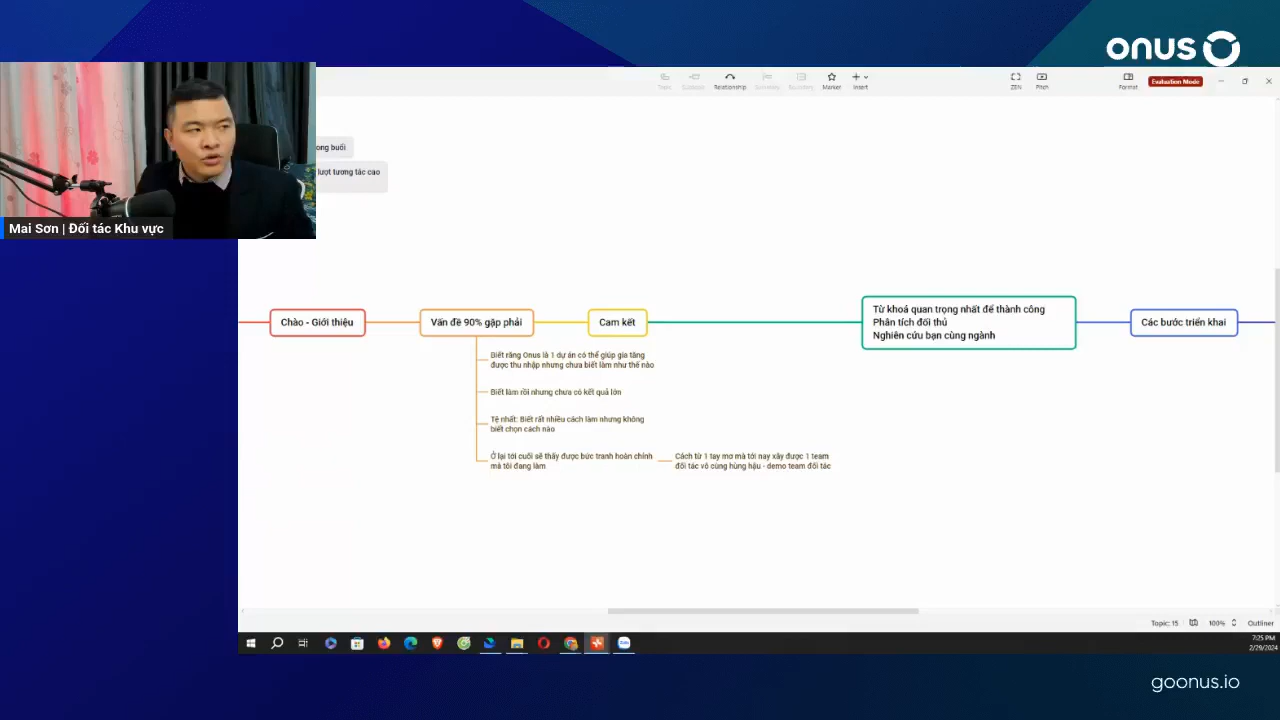 onus
Relationship
Marker
Insert
ZEN
Pitch
Format
Evaluation Mode
ong buổi
lượt tương tác cao
Mai Sơn | Đối tác Khu vực
Chào - Giới thiệu
Vấn đề 90% gặp phải
Cam kết
Từ khoá quan trọng nhất để thành công
Phân tích đối thủ
Nghiên cứu bạn cùng ngành
Các bước triển khai
Biết rằng Onus là 1 dự án có thể giúp gia tăng
được thu nhập nhưng chưa biết làm như thế nào
Biết làm rồi nhưng chưa có kết quả lớn
Tệ nhất: Biết rất nhiều cách làm nhưng không
biết chọn cách nào
Ở lại tới cuối sẽ thấy được bức tranh hoàn chỉnh
mà tôi đang làm
Cách từ 1 tay mơ mà tới nay xây được 1 team
đối tác vô cùng hùng hậu - demo team đối tác
Topic: 15
100%
Outliner
7:25 PM
2/29/2024
goonus.io